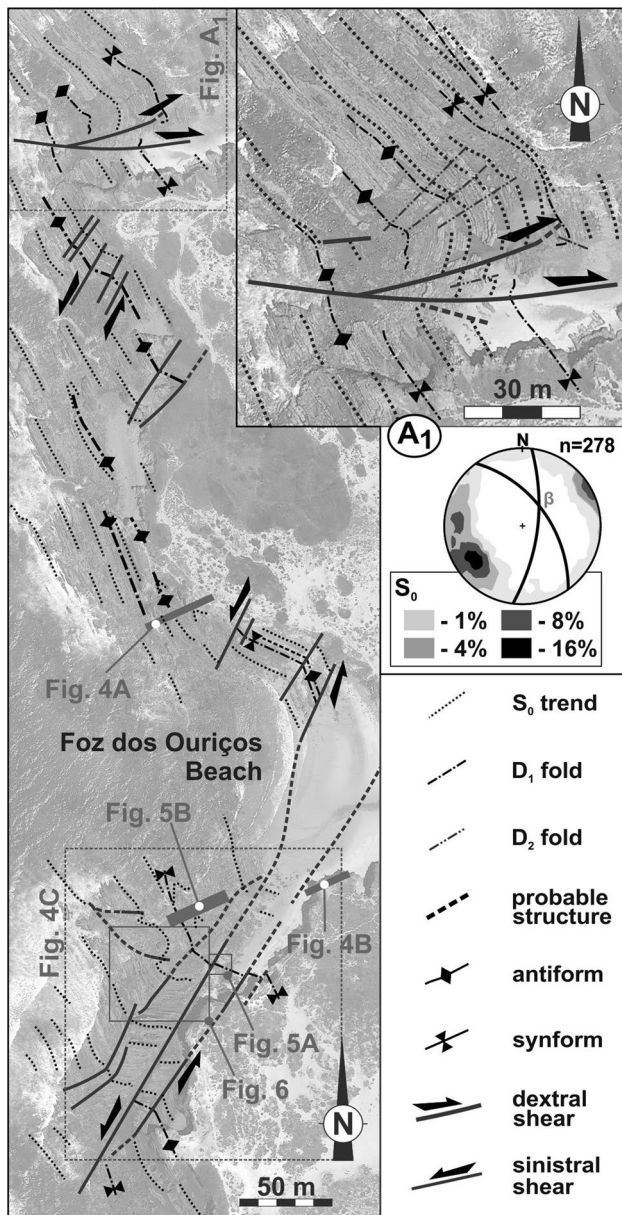 Fig. A₁
N
30 m
A₁
N
n=278
β
S₀
- 1%
- 8%
- 4%
- 16%
Fig. 4A
Foz dos Ouriços
Beach
Fig. 5B
Fig. 4C
Fig. 4B
Fig. 5A
Fig. 6
N
50 m
S₀ trend
D₁ fold
D₂ fold
probable
structure
antiform
synform
dextral
shear
sinistral
shear